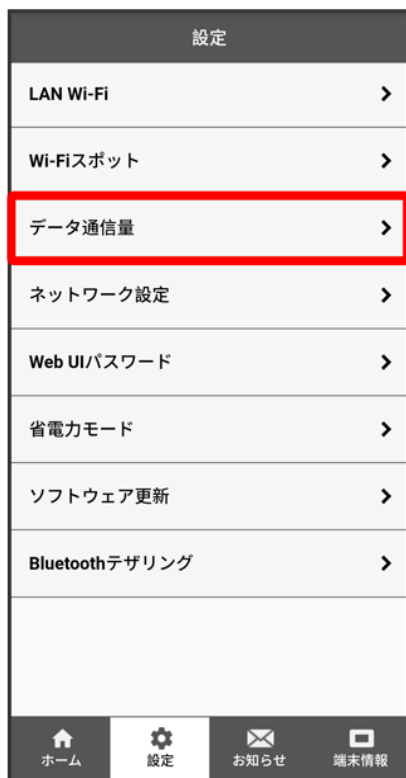 設定
LAN Wi-Fi
Wi-Fiスポット
データ通信量
ネットワーク設定
Web UIパスワード
省電力モード
ソフトウェア更新
Bluetoothテザリング
ホーム
設定
お知らせ
端末情報